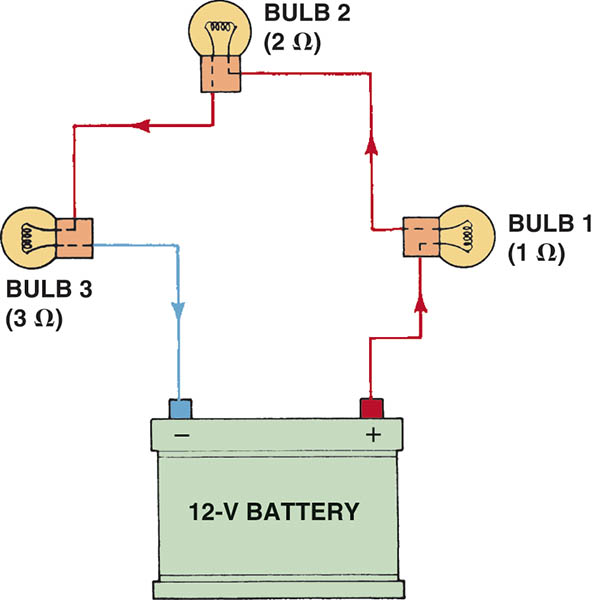 BULB 2
(2 Ω)
BULB 1
(1 Ω)
BULB 3
(3 Ω)
− +
12-V BATTERY